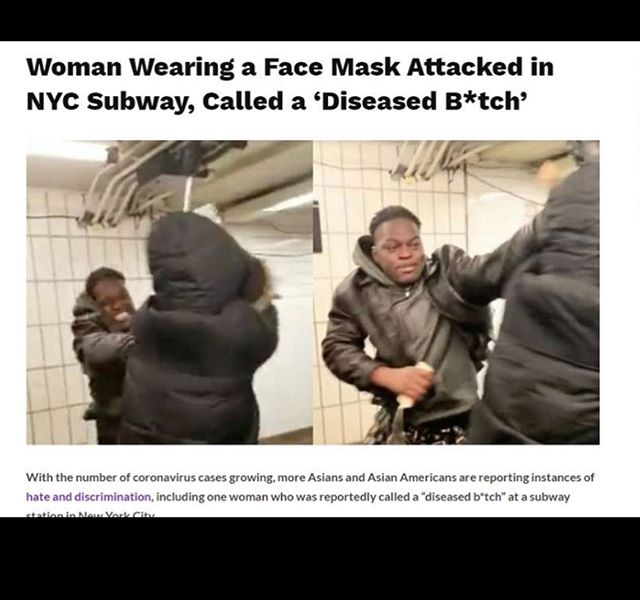 Woman Wearing a Face Mask Attacked in
NYC Subway, Called a ‘Diseased B*tch’
With the number of coronavirus cases growing, more Asians and Asian Americans are reporting instances of
hate and discrimination, including one woman who was reportedly called a “diseased b*tch” at a subway
station in New York City.